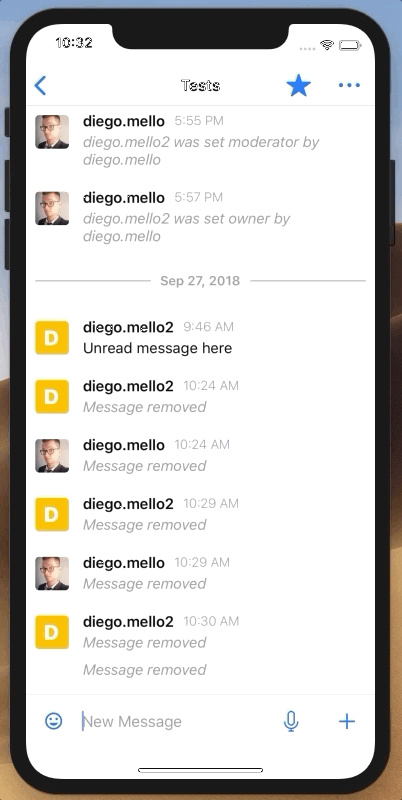 10:32
Tests
diego.mello 5:55 PM
diego.mello2 was set moderator by
diego.mello
diego.mello 5:57 PM
diego.mello2 was set owner by
diego.mello
Sep 27, 2018
D
diego.mello2 9:46 AM
Unread message here
D
diego.mello2 10:24 AM
Message removed
diego.mello 10:24 AM
Message removed
D
diego.mello2 10:29 AM
Message removed
diego.mello 10:29 AM
Message removed
D
diego.mello2 10:30 AM
Message removed
Message removed
New Message